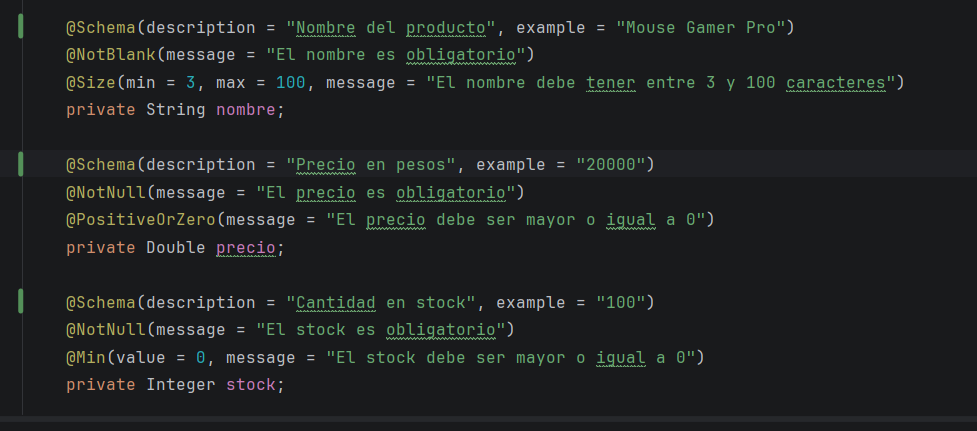 @Schema(description = "Nombre del producto", example = "Mouse Gamer Pro")
@NotBlank(message = "El nombre es obligatorio")
@Size(min = 3, max = 100, message = "El nombre debe tener entre 3 y 100 caracteres")
private String nombre;
@Schema(description = "Precio en pesos", example = "20000")
@NotNull(message = "El precio es obligatorio")
@PositiveOrZero(message = "El precio debe ser mayor o igual a 0")
private Double precio;
@Schema(description = "Cantidad en stock", example = "100")
@NotNull(message = "El stock es obligatorio")
@Min(value = 0, message = "El stock debe ser mayor o igual a 0")
private Integer stock;